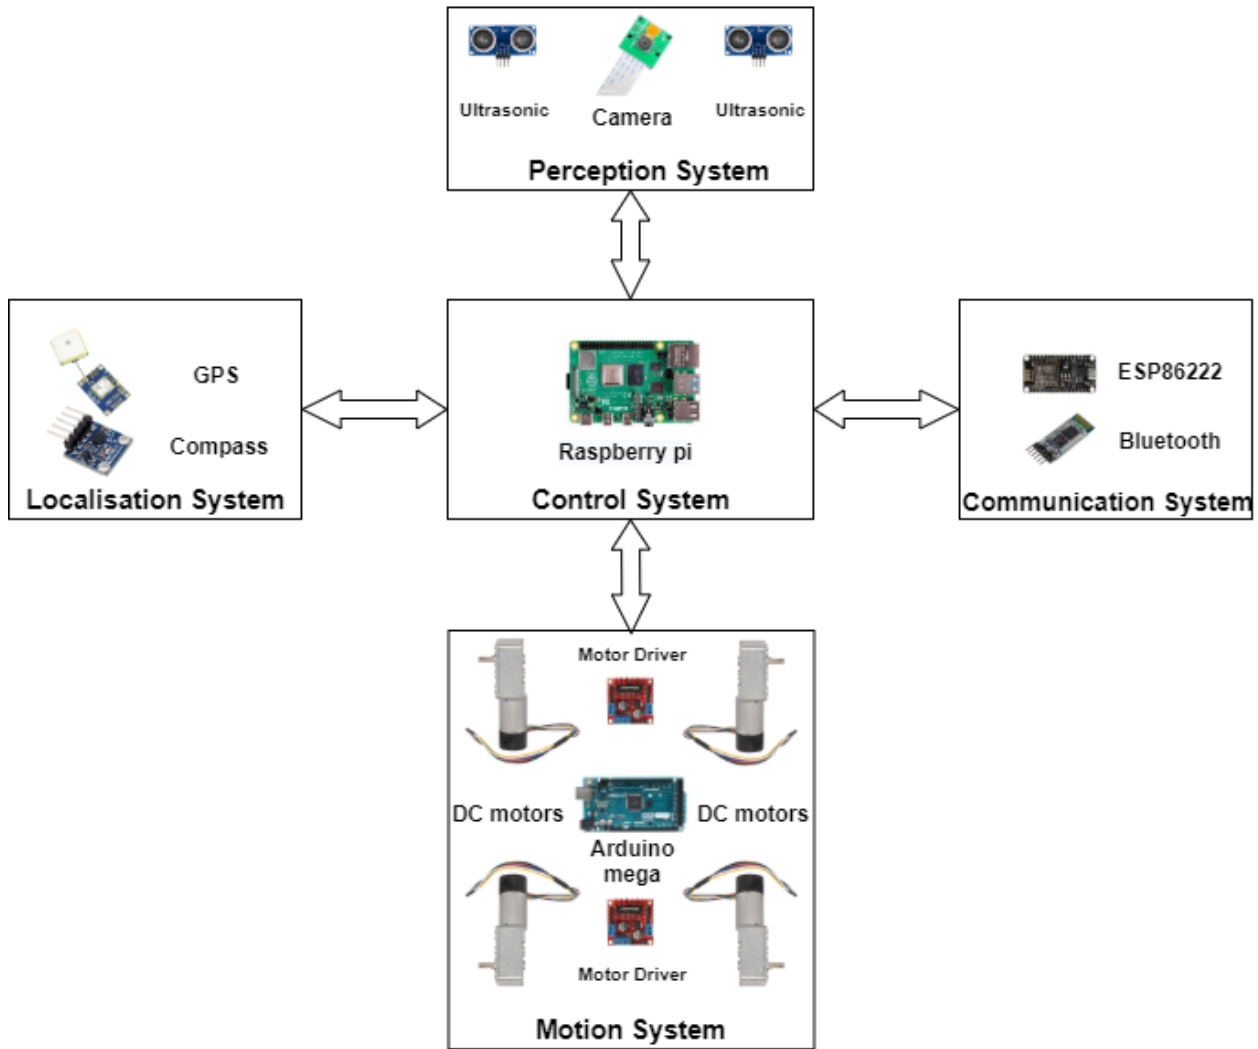 Ultrasonic
Camera
Ultrasonic
Perception System
GPS
Compass
Localisation System
Raspberry pi
Control System
ESP86222
Bluetooth
Communication System
Motor Driver
DC motors
Arduino
mega
DC motors
Motor Driver
Motion System